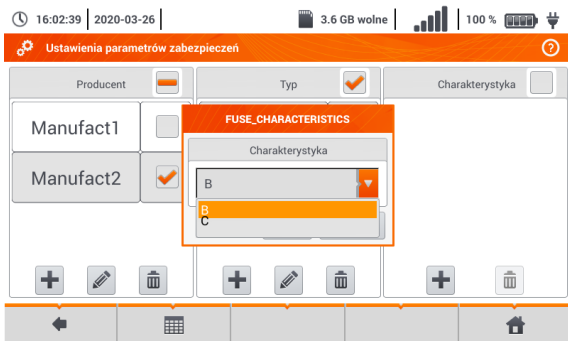 16:02:39 2020-03-26 3.6 GB wolne 100 %
Ustawienia parametrów zabezpieczeń
Producent Typ Charakterystyka
Manufact1
Manufact2
FUSE_CHARACTERISTICS
Charakterystyka
B
B
C